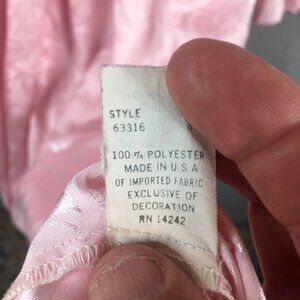 STYLE
63316
100 % POLYESTER
MADE IN U.S.A
OF IMPORTED FABRIC
EXCLUSIVE OF
DECORATION
RN 14242